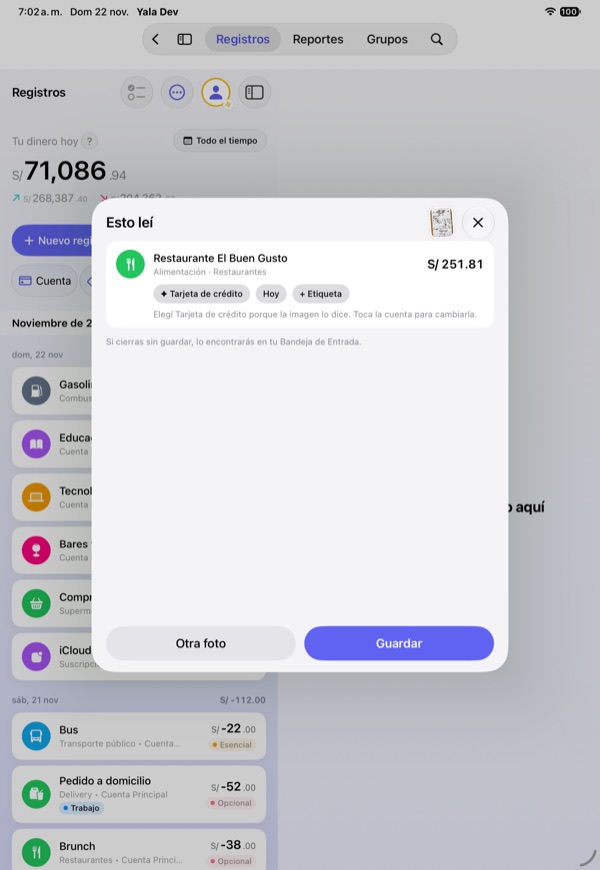 7:02 a. m. Dom 22 nov. Yala Dev
100
Registros Reportes Grupos
Registros
Tu dinero hoy ?
Todo el tiempo
S/ 71,086 .94
S/ 268,387 .40
+ Nuevo regi
Cuenta
Noviembre de 2
dom, 22 nov
Gasoli
Combus
Educa
Cuenta
Tecnol
Cuenta
Bares
Cuenta
Compr
Superm
iCloud
Suscripc
sáb, 21 nov S/ -112.00
Bus
Transporte público • Cuenta...
S/ -22 .00
Esencial
Pedido a domicilio
Delivery • Cuenta Principal
Trabajo
S/ -52 .00
Opcional
Brunch
Restaurantes • Cuenta Princi...
S/ -38 .00
Opcional
Esto leí
Restaurante El Buen Gusto
Alimentación · Restaurantes
S/ 251.81
Tarjeta de crédito Hoy + Etiqueta
Elegí Tarjeta de crédito porque la imagen lo dice. Toca la cuenta para cambiarla.
Si cierras sin guardar, lo encontrarás en tu Bandeja de Entrada.
Otra foto Guardar
aquí